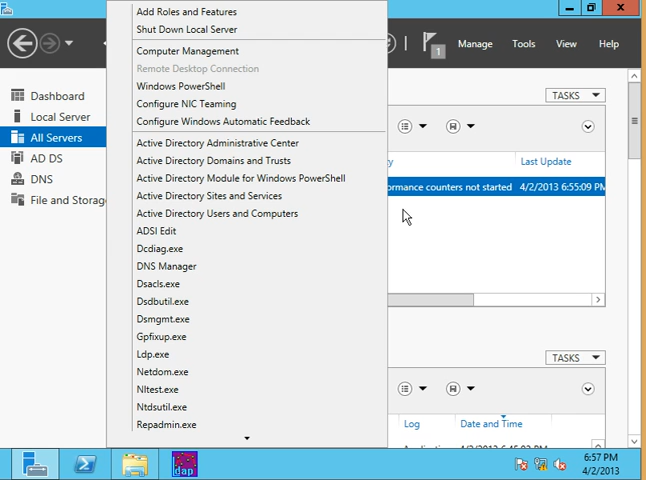 Add Roles and Features
Shut Down Local Server
Computer Management
Remote Desktop Connection
Windows PowerShell
Configure NIC Teaming
Configure Windows Automatic Feedback
Active Directory Administrative Center
Active Directory Domains and Trusts
Active Directory Module for Windows PowerShell
Active Directory Sites and Services
Active Directory Users and Computers
ADSI Edit
Dcdiag.exe
DNS Manager
Dsacls.exe
Dsdbutil.exe
Dsmgmt.exe
Gpfixup.exe
Ldp.exe
Netdom.exe
Nltest.exe
Ntdsutil.exe
Repadmin.exe
1 Manage Tools View Help
Dashboard
Local Server
All Servers
AD DS
DNS
File and Storag
TASKS
Last Update
ormance counters not started 4/2/2013 6:55:09 PM
TASKS
Log Date and Time
dap
6:57 PM
4/2/2013